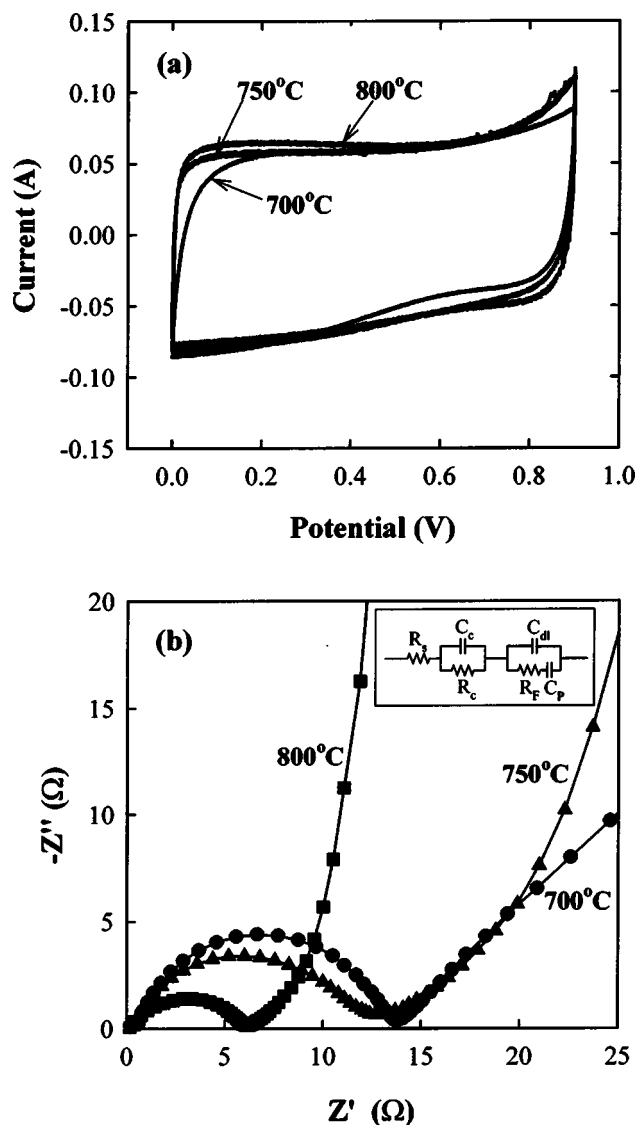 (a)
750°C
800°C
700°C
0.15
0.10
0.05
0.00
-0.05
-0.10
-0.15
Current (A)
0.0 0.2 0.4 0.6 0.8 1.0
Potential (V)
(b)
800°C
750°C
700°C
R_s C_c R_c C_dl R_F C_P
20
15
10
5
0
-Z'' (Ω)
0 5 10 15 20 25
Z' (Ω)